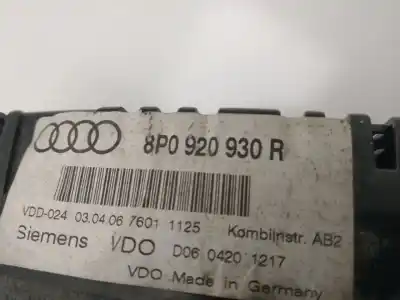 8P0 920 930 R
VDD-024 03.04.06 7601 1125 Kombiinstr. AB2
Siemens VDO D06 0420 1217
VDO Made in Germany